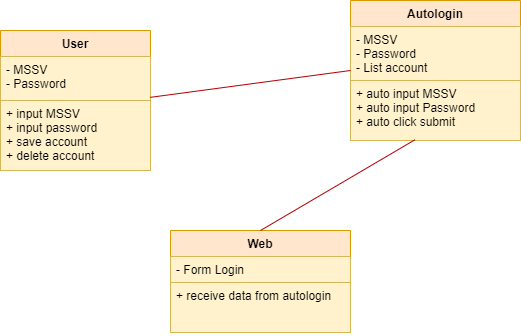 User
- MSSV
- Password
+ input MSSV
+ input password
+ save account
+ delete account
Autologin
- MSSV
- Password
- List account
+ auto input MSSV
+ auto input Password
+ auto click submit
Web
- Form Login
+ receive data from autologin